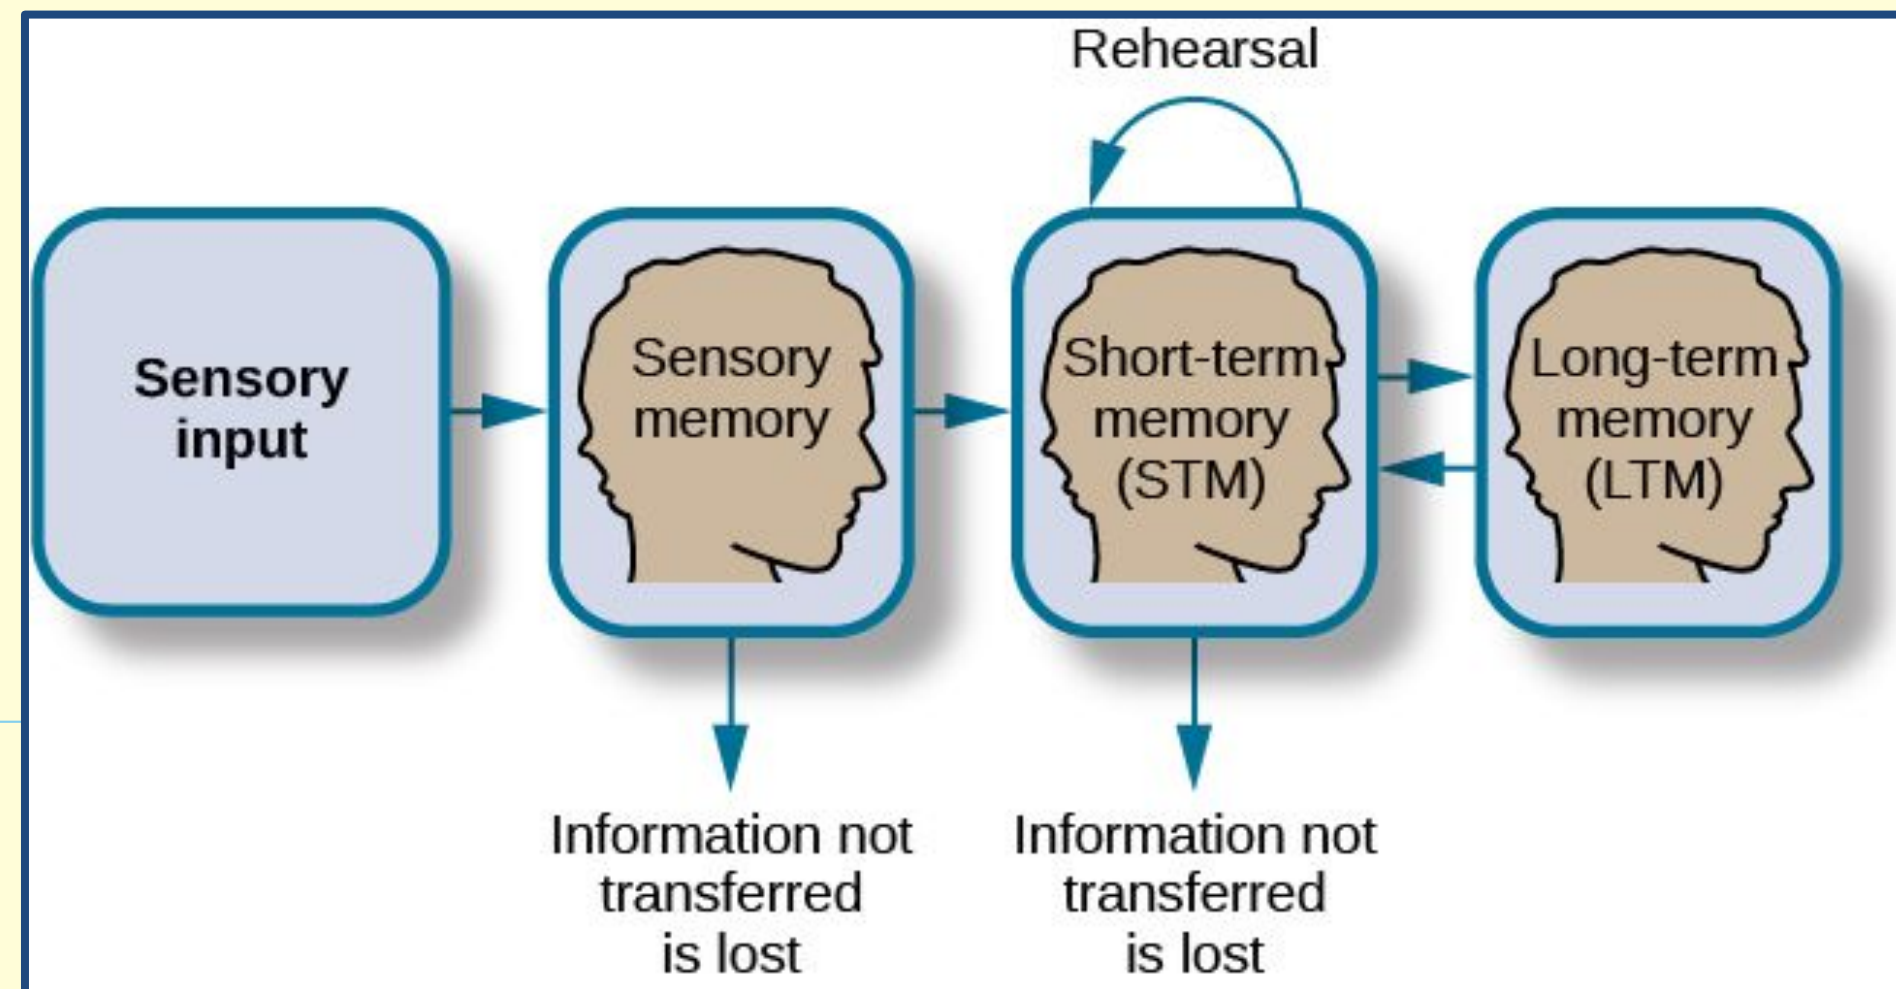 Rehearsal
Sensory
input
Sensory
memory
Short-term
memory
(STM)
Long-term
memory
(LTM)
Information not
transferred
is lost
Information not
transferred
is lost